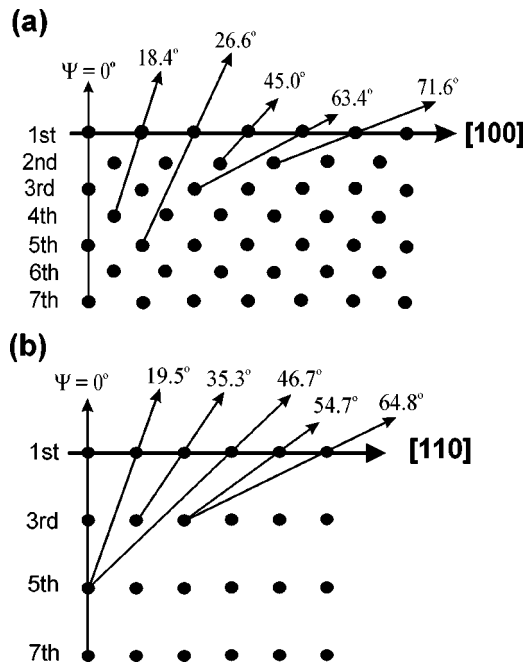 (a)
Ψ = 0°
18.4°
26.6°
45.0°
63.4°
71.6°
1st
[100]
2nd
3rd
4th
5th
6th
7th
(b)
Ψ = 0°
19.5°
35.3°
46.7°
54.7°
64.8°
1st
[110]
3rd
5th
7th